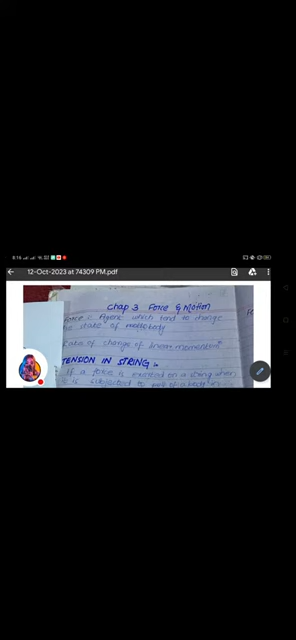 8:16
12-Oct-2023 at 74309 PM.pdf
Chap 3 Force & Motion
Force :- Agent which tend to change
the state of body
Rate of change of linear momentum
TENSION IN STRING :-
If a force is exerted on a string when
it is subjected to pull of a body